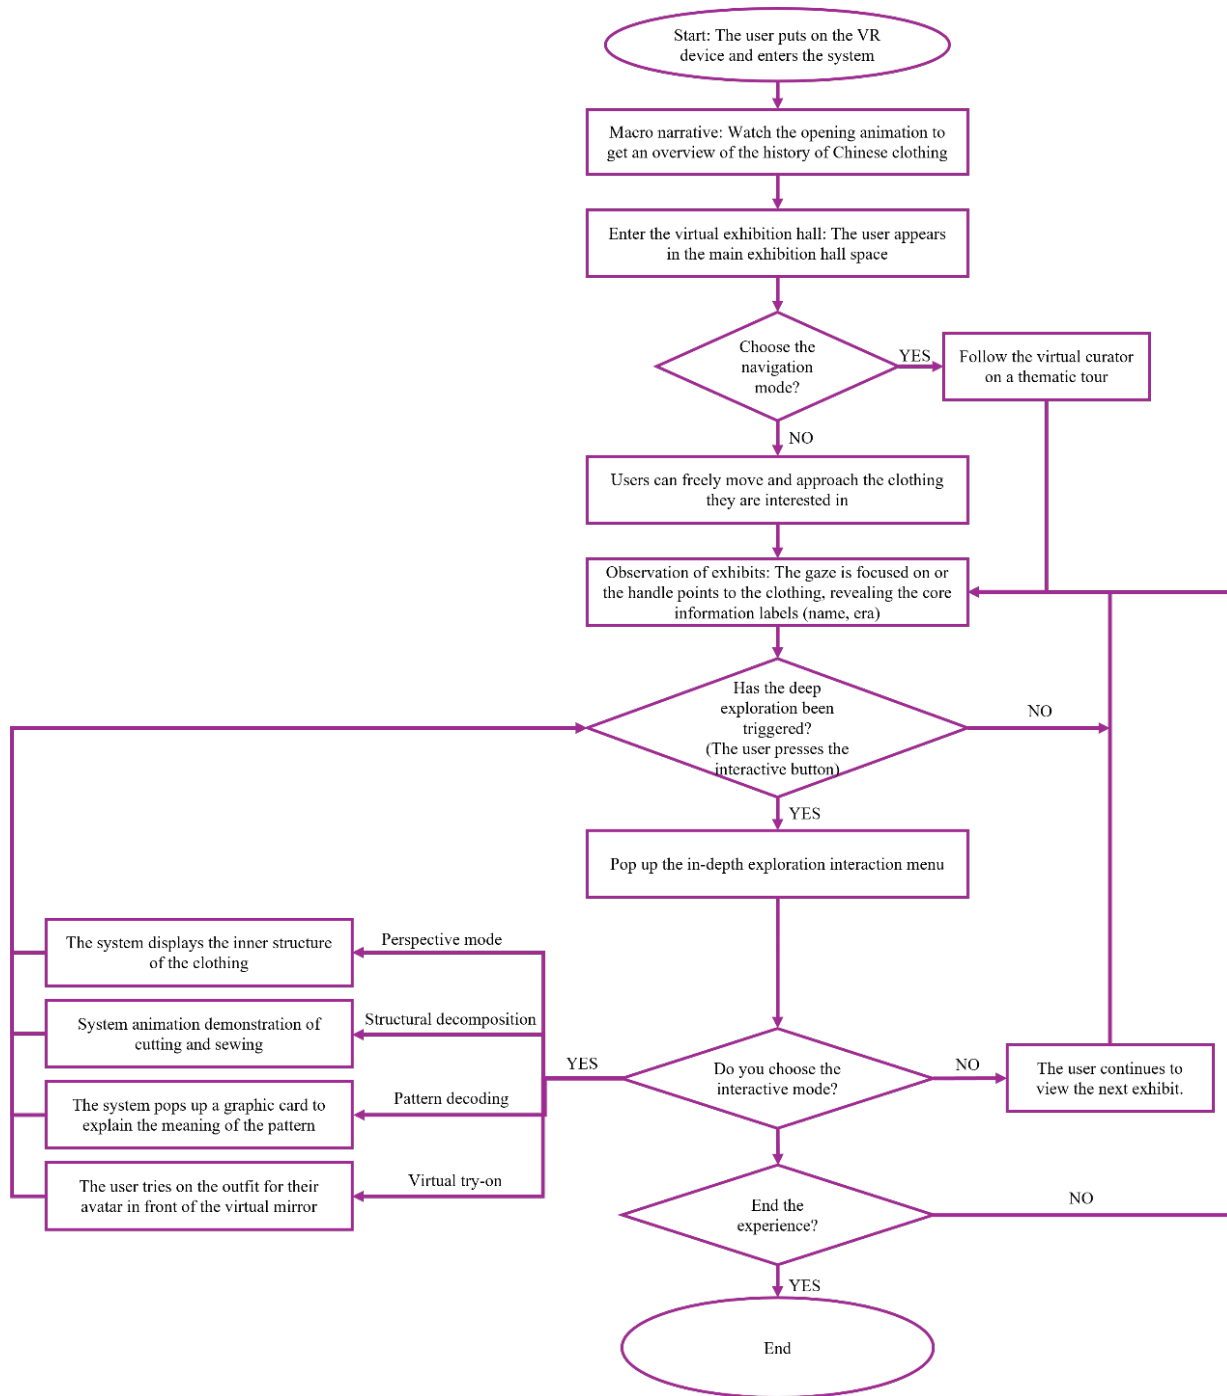 Start: The user puts on the VR
device and enters the system
Macro narrative: Watch the opening animation to
get an overview of the history of Chinese clothing
Enter the virtual exhibition hall: The user appears
in the main exhibition hall space
Choose the
navigation
mode?
YES
Follow the virtual curator
on a thematic tour
NO
Users can freely move and approach the clothing
they are interested in
Observation of exhibits: The gaze is focused on or
the handle points to the clothing, revealing the core
information labels (name, era)
Has the deep
exploration been
triggered?
(The user presses the
interactive button)
NO
YES
Pop up the in-depth exploration interaction menu
The system displays the inner structure
of the clothing
Perspective mode
System animation demonstration of
cutting and sewing
Structural decomposition
The system pops up a graphic card to
explain the meaning of the pattern
Pattern decoding
The user tries on the outfit for their
avatar in front of the virtual mirror
Virtual try-on
YES
Do you choose the
interactive mode?
NO
The user continues to
view the next exhibit.
End the
experience?
NO
YES
End